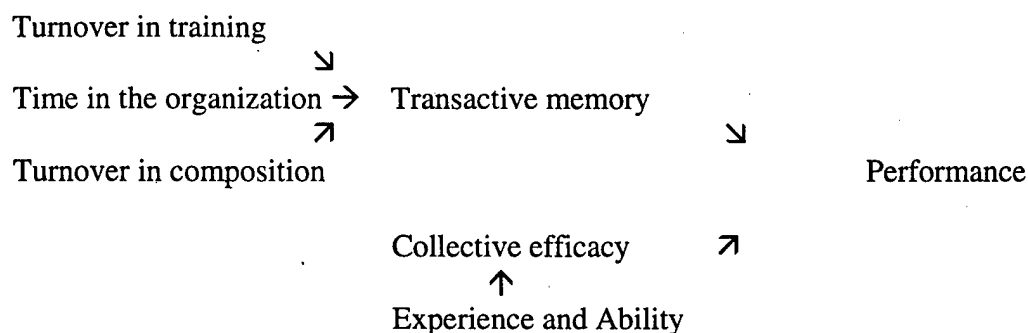 Turnover in training
↘
Time in the organization → Transactive memory
↗ ↘
Turnover in composition Performance
Collective efficacy ↗
↑
Experience and Ability